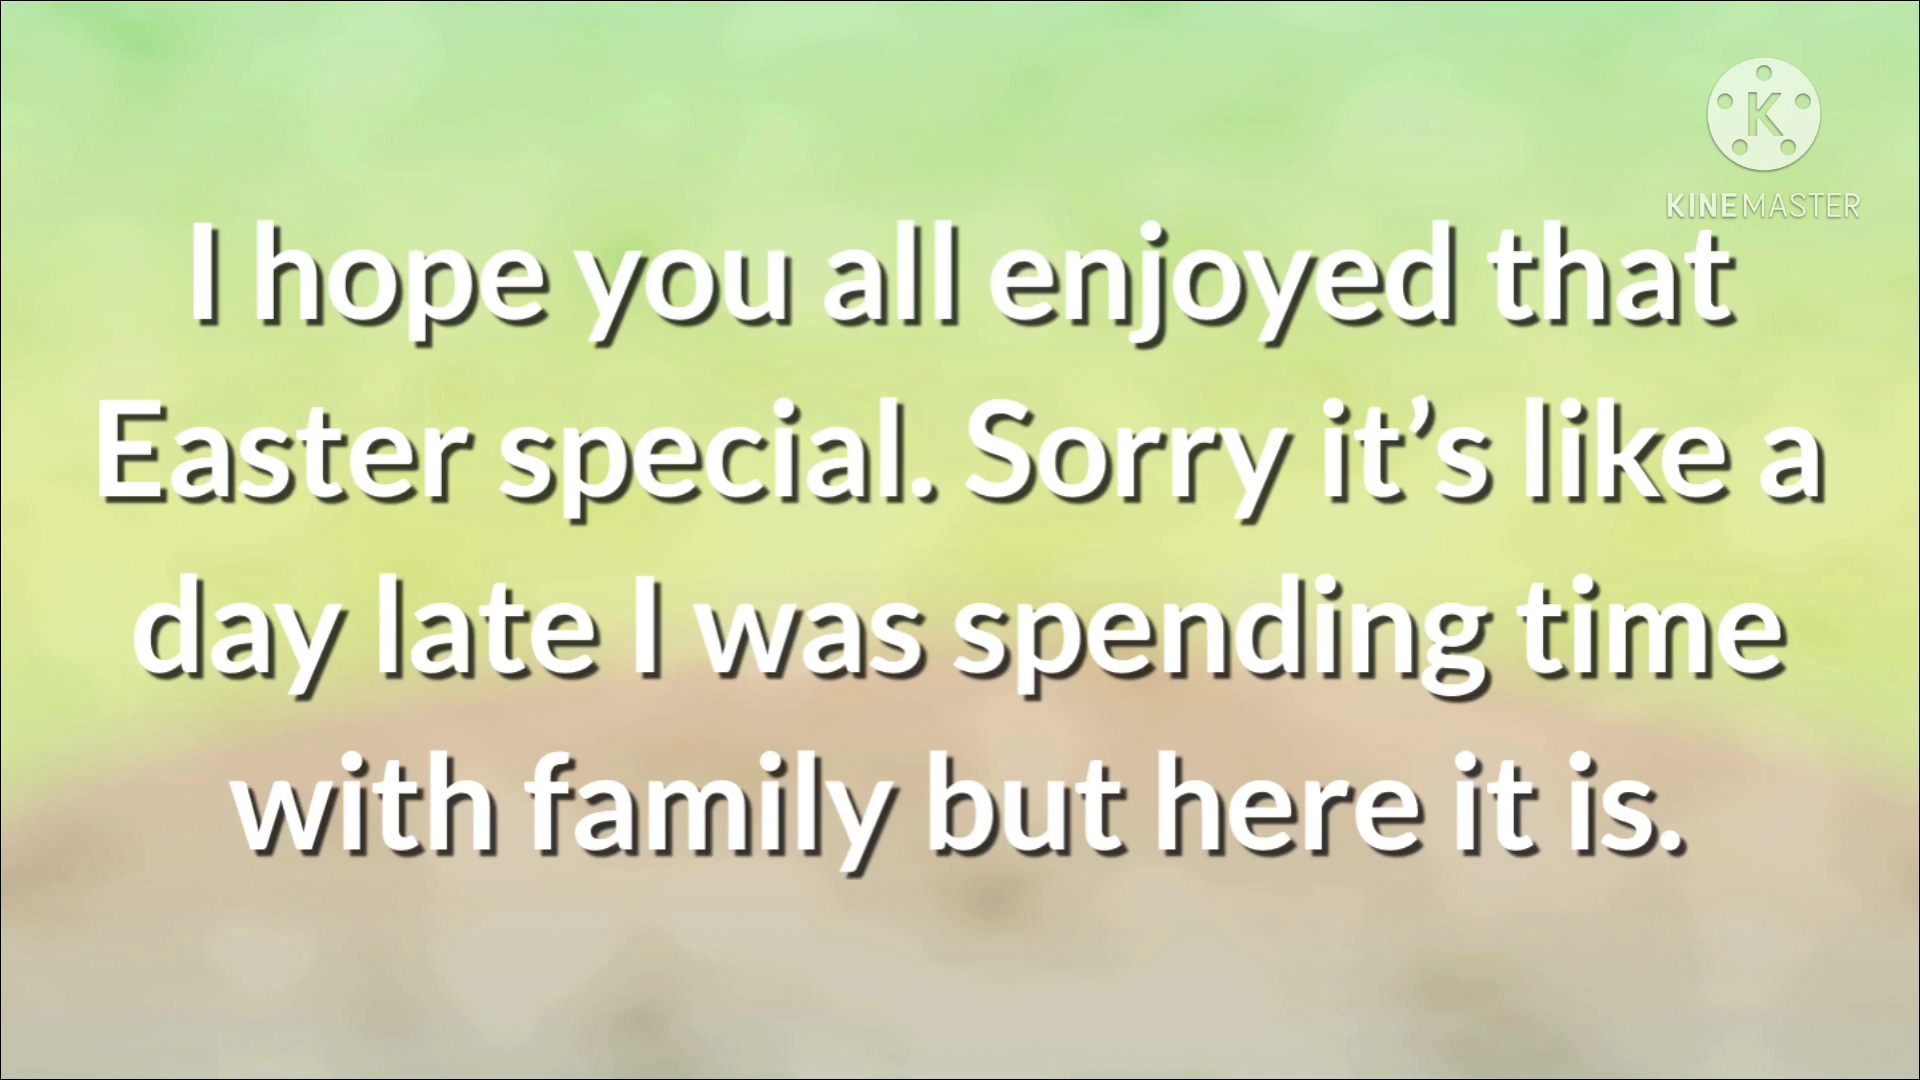 K
KINEMASTER
I hope you all enjoyed that
Easter special. Sorry it’s like a
day late I was spending time
with family but here it is.